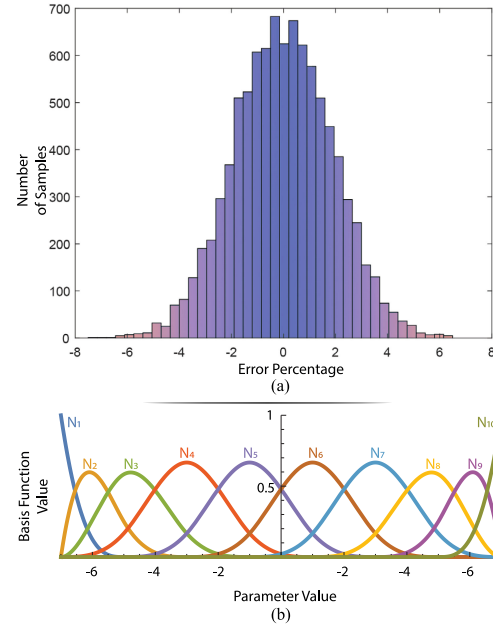 700
600
500
400
300
200
100
0
Number
of Samples
-8 -6 -4 -2 0 2 4 6 8
Error Percentage
(a)
N1 N2 N3 N4 N5 N6 N7 N8 N9 N10
1
0.5
Basis Function
Value
-6 -4 -2 -2 -4 -6
Parameter Value
(b)